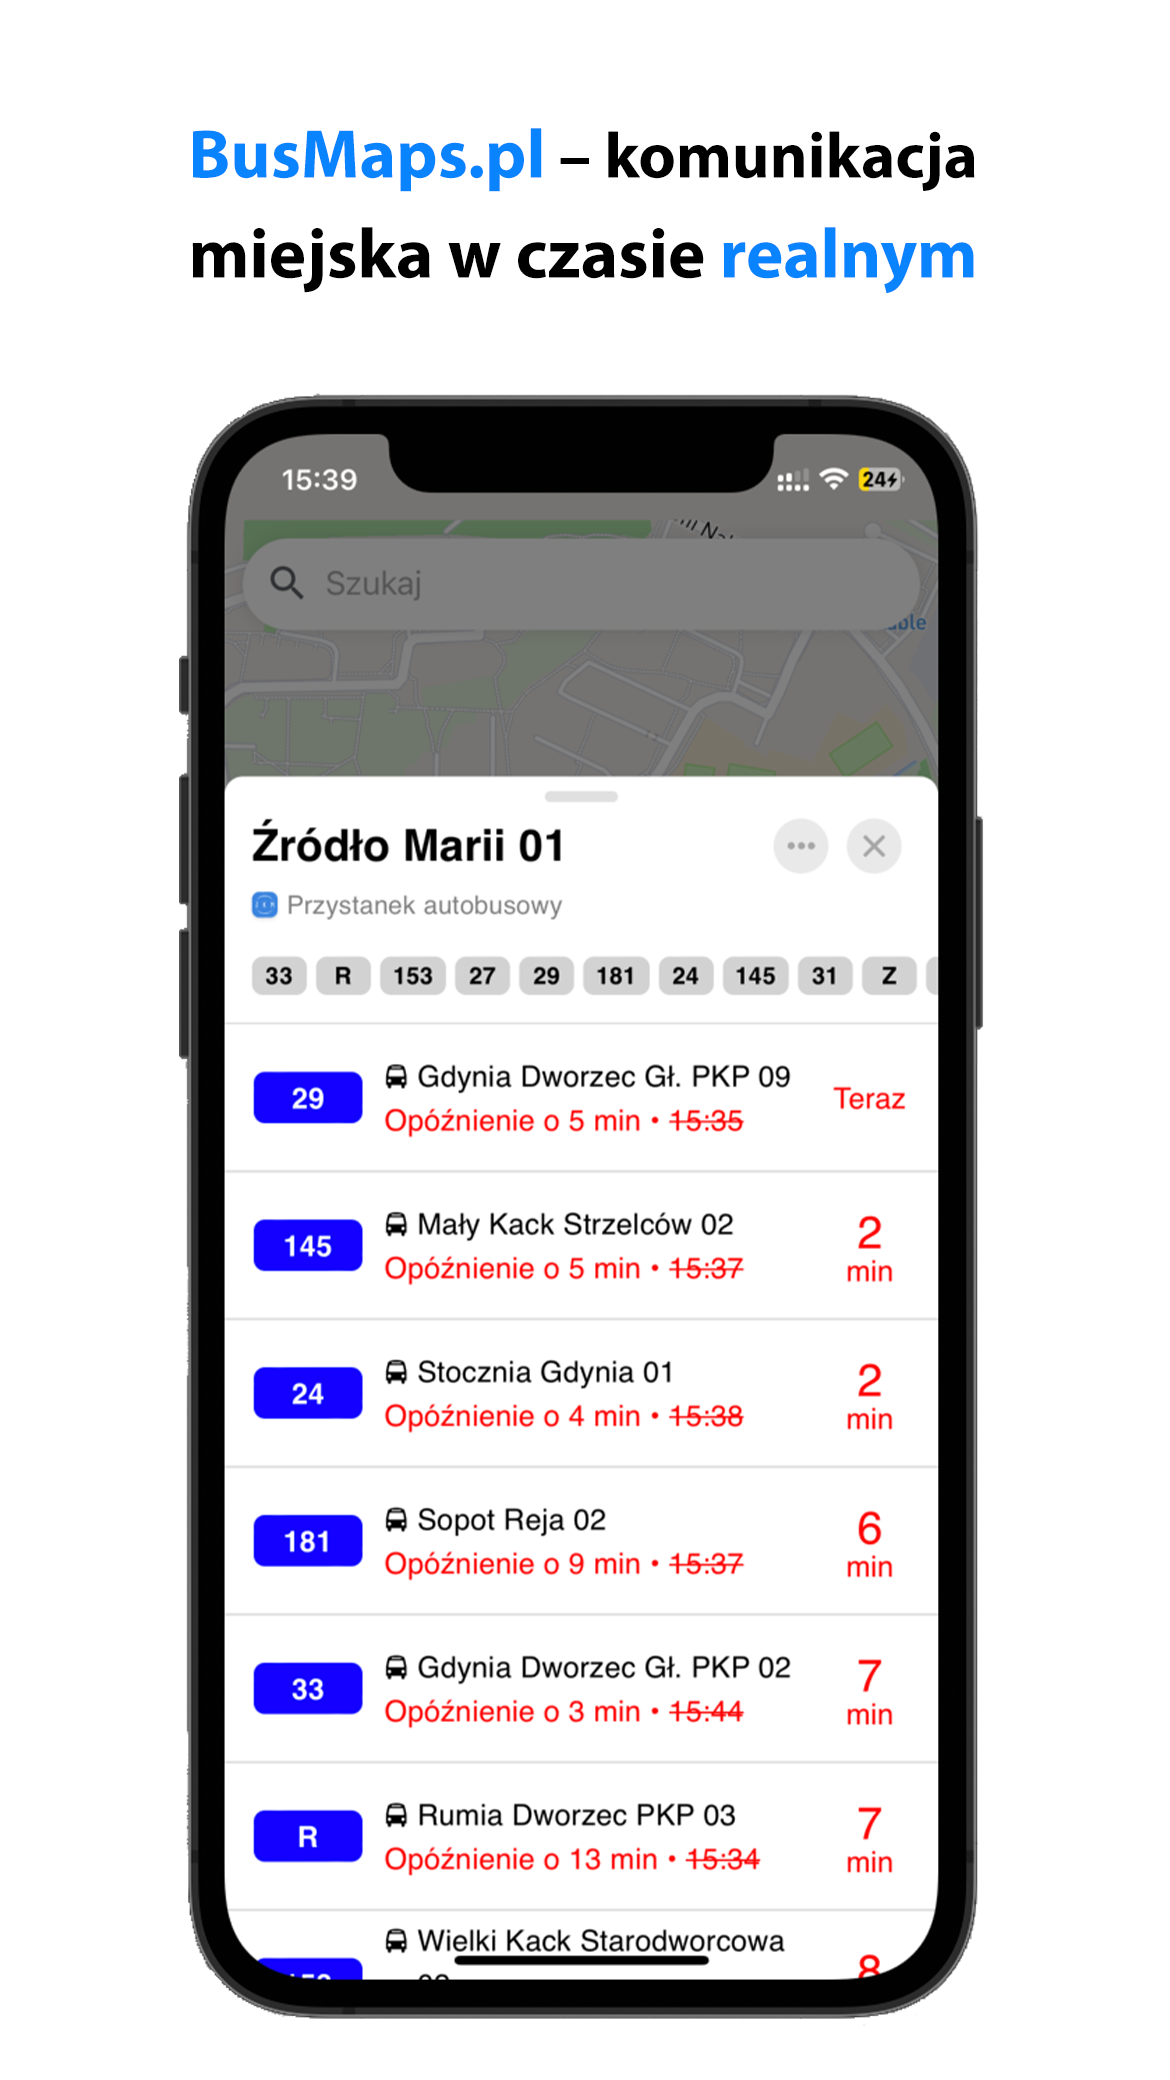 BusMaps.pl – komunikacja
miejska w czasie realnym
15:39
24
Szukaj
Źródło Marii 01
Przystanek autobusowy
33 R 153 27 29 181 24 145 31 Z
29
Gdynia Dworzec Gł. PKP 09
Opóźnienie o 5 min • 15:35
Teraz
145
Mały Kack Strzelców 02
Opóźnienie o 5 min • 15:37
2
min
24
Stocznia Gdynia 01
Opóźnienie o 4 min • 15:38
2
min
181
Sopot Reja 02
Opóźnienie o 9 min • 15:37
6
min
33
Gdynia Dworzec Gł. PKP 02
Opóźnienie o 3 min • 15:44
7
min
R
Rumia Dworzec PKP 03
Opóźnienie o 13 min • 15:34
7
min
Wielki Kack Starodworcowa
8